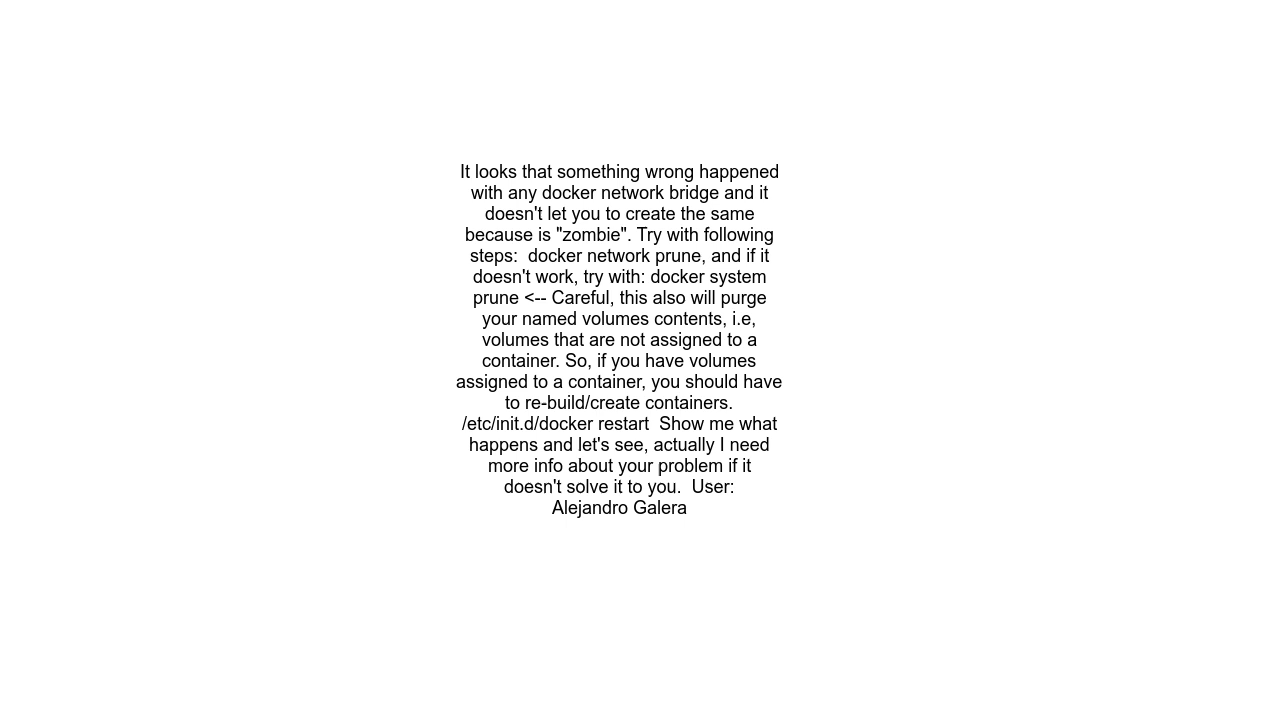 It looks that something wrong happened
with any docker network bridge and it
doesn't let you to create the same
because is "zombie". Try with following
steps:  docker network prune, and if it
doesn't work, try with: docker system
prune <-- Careful, this also will purge
your named volumes contents, i.e,
volumes that are not assigned to a
container. So, if you have volumes
assigned to a container, you should have
to re-build/create containers.
/etc/init.d/docker restart  Show me what
happens and let's see, actually I need
more info about your problem if it
doesn't solve it to you.  User:
Alejandro Galera